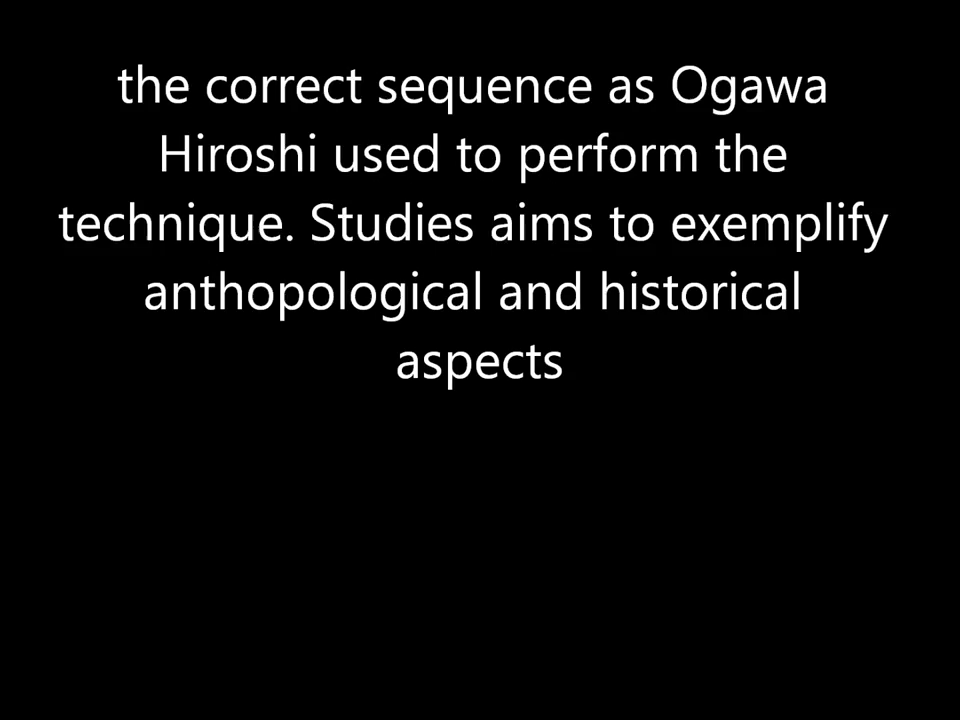 the correct sequence as Ogawa
Hiroshi used to perform the
technique. Studies aims to exemplify
anthopological and historical
aspects